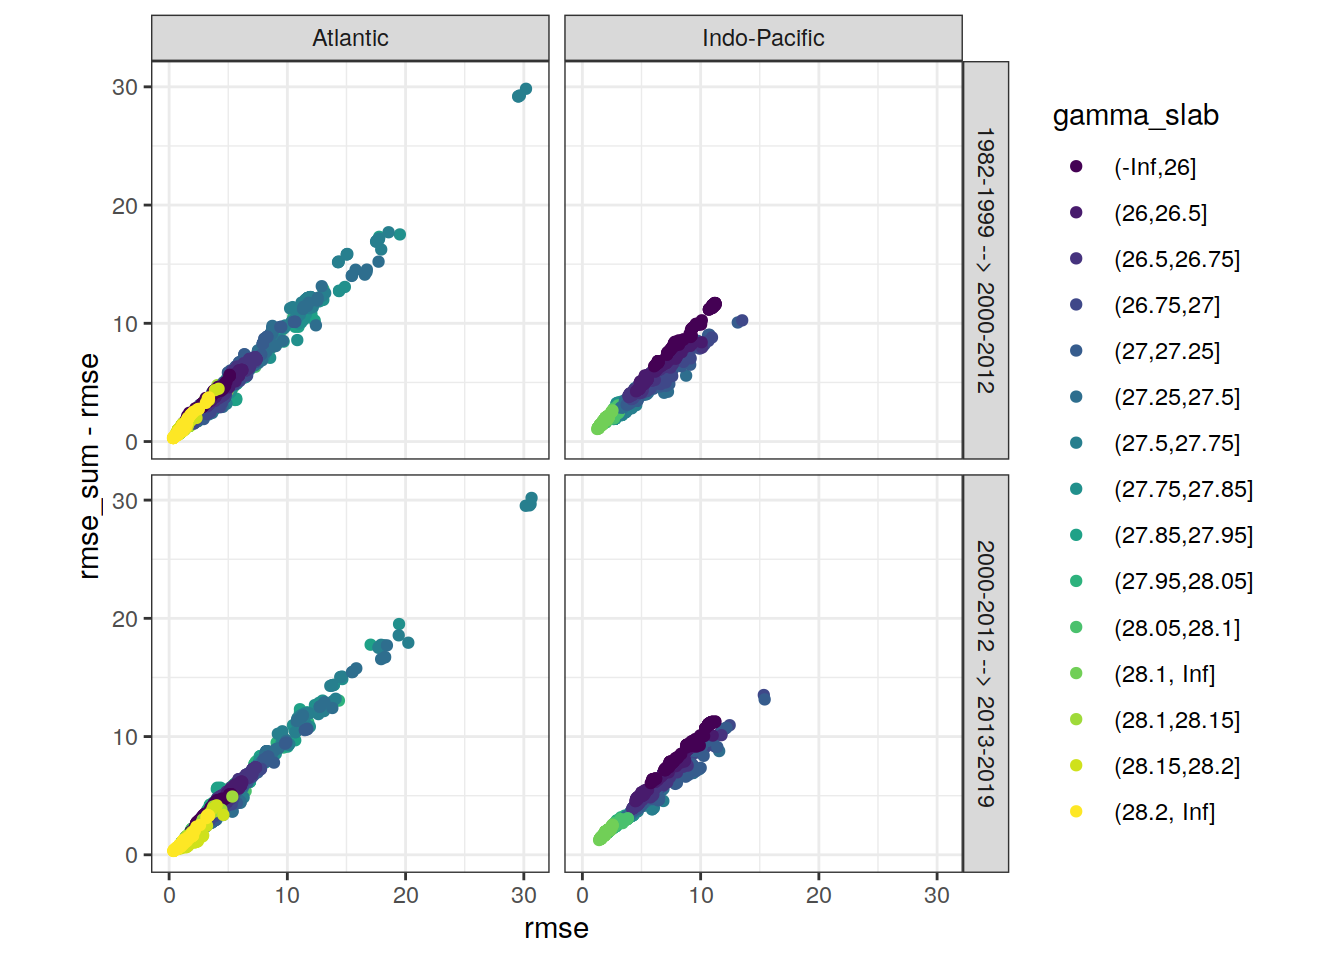 Atlantic
Indo-Pacific
30
20
10
0
1982-1999 --> 2000-2012
30
20
10
0
2000-2012 --> 2013-2019
0
10
20
30
0
10
20
30
rmse
rmse_sum - rmse
gamma_slab
(-Inf,26]
(26,26.5]
(26.5,26.75]
(26.75,27]
(27,27.25]
(27.25,27.5]
(27.5,27.75]
(27.75,27.85]
(27.85,27.95]
(27.95,28.05]
(28.05,28.1]
(28.1, Inf]
(28.1,28.15]
(28.15,28.2]
(28.2, Inf]